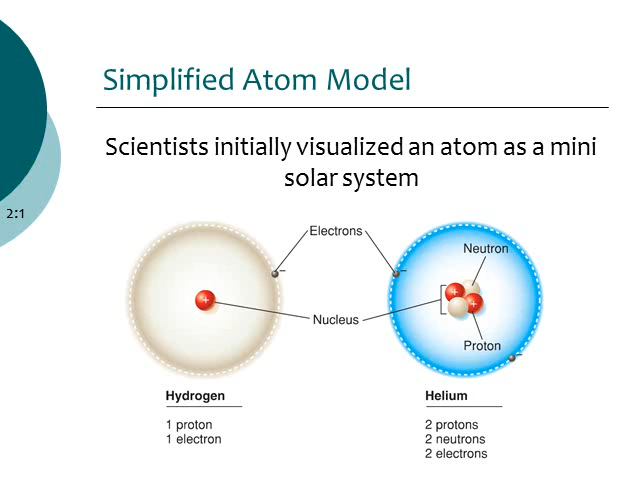 Simplified Atom Model
Scientists initially visualized an atom as a mini
solar system
2:1
Electrons
Neutron
−
−
+
+
+
Nucleus
Proton
−
Hydrogen
Helium
1 proton
1 electron
2 protons
2 neutrons
2 electrons